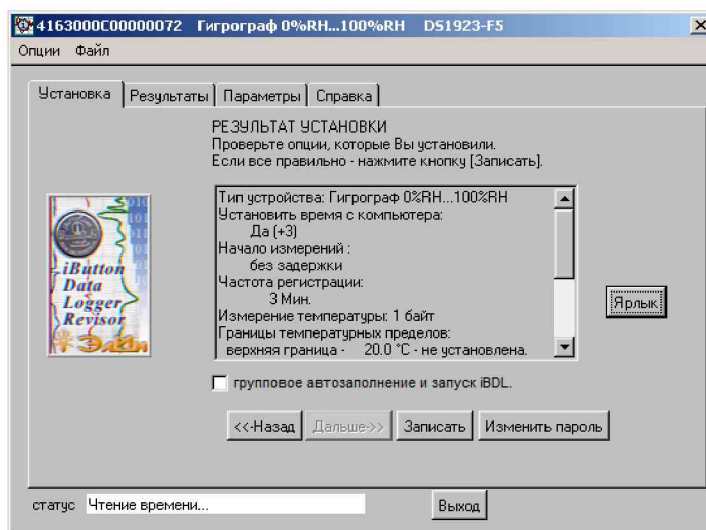 4163000C00000072 Гигрограф 0%RH...100%RH DS1923-F5
Опции Файл
Установка Результаты Параметры Справка
РЕЗУЛЬТАТ УСТАНОВКИ
Проверьте опции, которые Вы установили.
Если все правильно - нажмите кнопку [Записать].
Тип устройства: Гигрограф 0%RH...100%RH
Установить время с компьютера:
Да (+3)
Начало измерений :
без задержки
Частота регистрации:
3 Мин.
Измерение температуры: 1 байт
Границы температурных пределов:
верхняя граница - 20.0 °C - не установлена.
iButton
Data
Logger
Revisor
Элин
Ярлык
групповое автозаполнение и запуск iBDL.
<<-Назад Дальше->> Записать Изменить пароль
статус Чтение времени... Выход